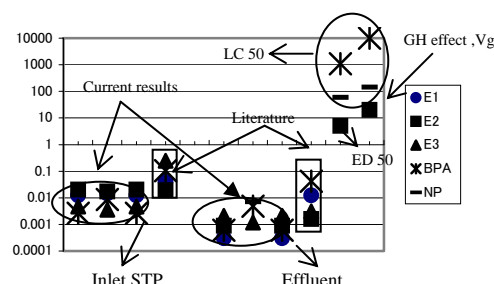 10000
1000
100
10
1
0.1
0.01
0.001
0.0001
LC 50
GH effect ,Vg
Current results
Literature
ED 50
Inlet STP
Effluent
E1
E2
E3
BPA
NP